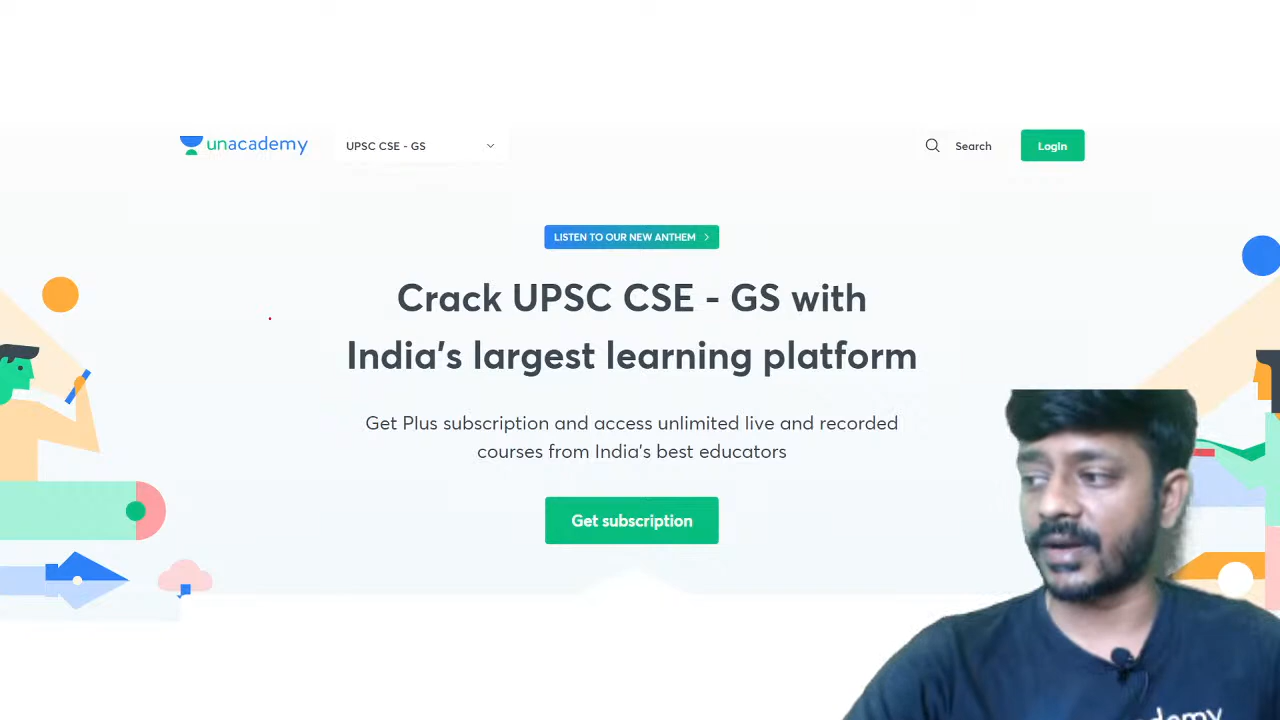 unacademy
UPSC CSE - GS
Search
Login
LISTEN TO OUR NEW ANTHEM
Crack UPSC CSE - GS with
India's largest learning platform
Get Plus subscription and access unlimited live and recorded
courses from India's best educators
Get subscription